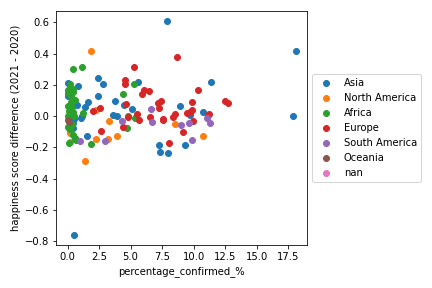 happiness score difference (2021 - 2020)
0.6
0.4
0.2
0.0
−0.2
−0.4
−0.6
−0.8
0.0 2.5 5.0 7.5 10.0 12.5 15.0 17.5
percentage_confirmed_%
Asia
North America
Africa
Europe
South America
Oceania
nan